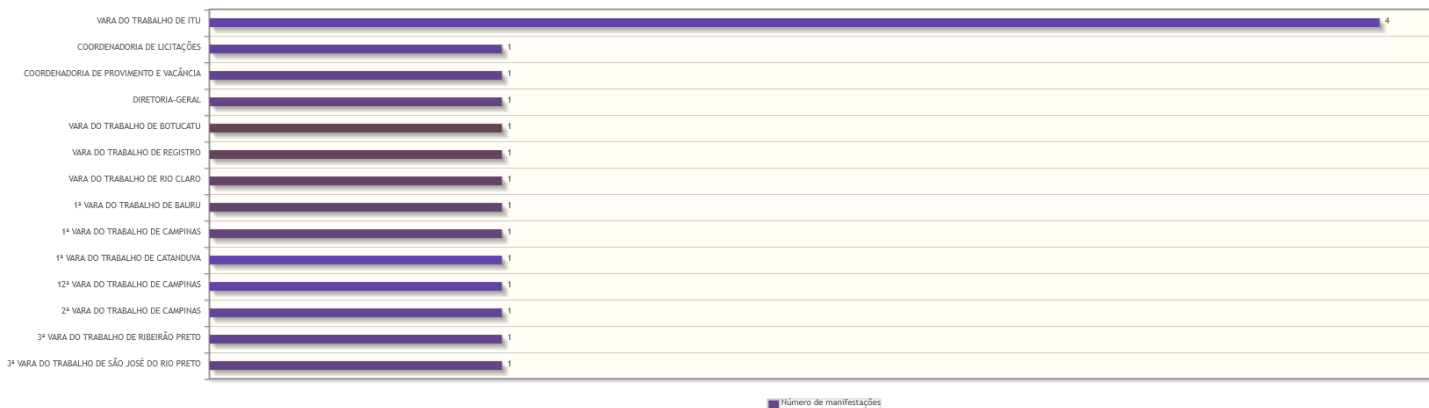 VARA DO TRABALHO DE ITU 4
COORDENADORIA DE LICITAÇÕES 1
COORDENADORIA DE PROVIMENTO E VACÂNCIA 1
DIRETORIA-GERAL 1
VARA DO TRABALHO DE BOTUCATU 1
VARA DO TRABALHO DE REGISTRO 1
VARA DO TRABALHO DE RIO CLARO 1
1ª VARA DO TRABALHO DE BAURU 1
1ª VARA DO TRABALHO DE CAMPINAS 1
1ª VARA DO TRABALHO DE CATANDUVA 1
12ª VARA DO TRABALHO DE CAMPINAS 1
2ª VARA DO TRABALHO DE CAMPINAS 1
3ª VARA DO TRABALHO DE RIBEIRÃO PRETO 1
3ª VARA DO TRABALHO DE SÃO JOSÉ DO RIO PRETO 1
Número de manifestações